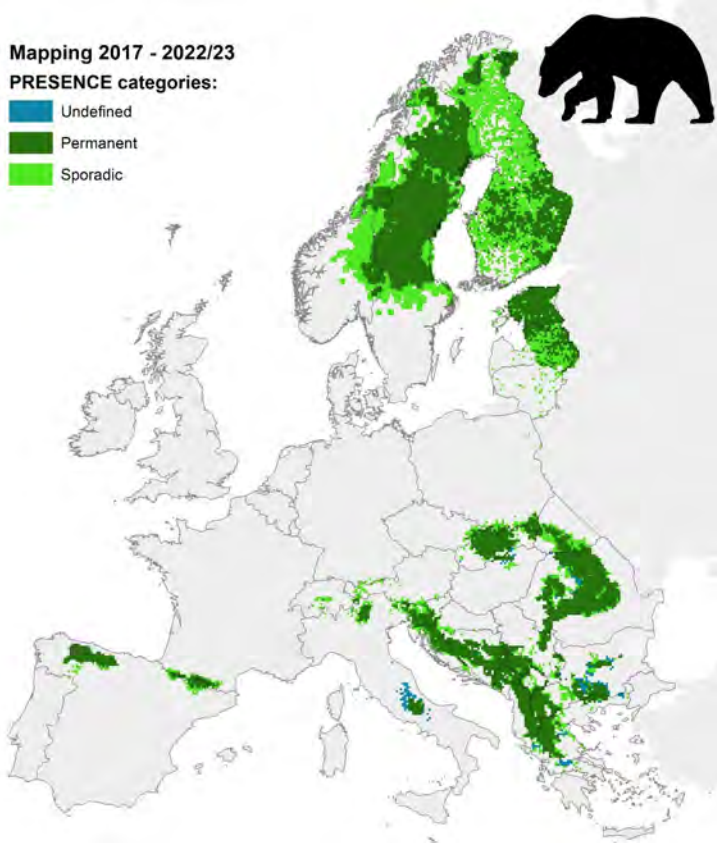 Mapping 2017 - 2022/23
PRESENCE categories:
Undefined
Permanent
Sporadic